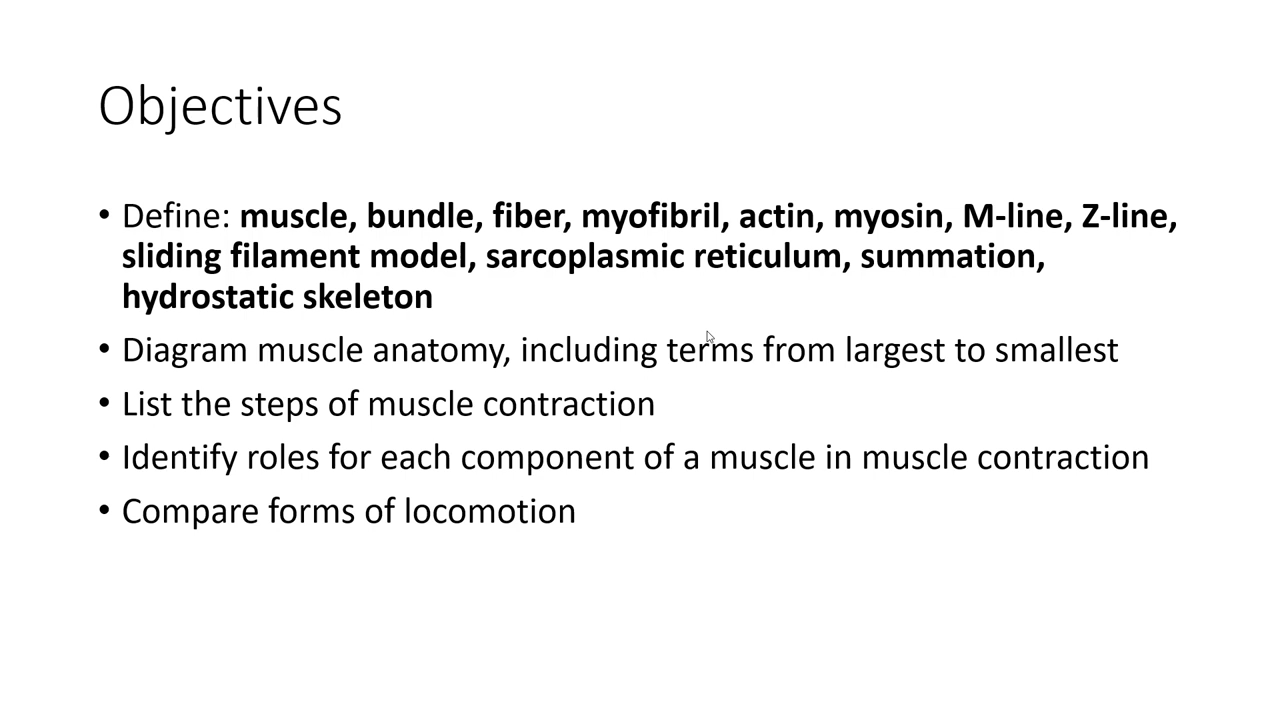 Objectives
• Define: muscle, bundle, fiber, myofibril, actin, myosin, M-line, Z-line,
sliding filament model, sarcoplasmic reticulum, summation,
hydrostatic skeleton
• Diagram muscle anatomy, including terms from largest to smallest
• List the steps of muscle contraction
• Identify roles for each component of a muscle in muscle contraction
• Compare forms of locomotion